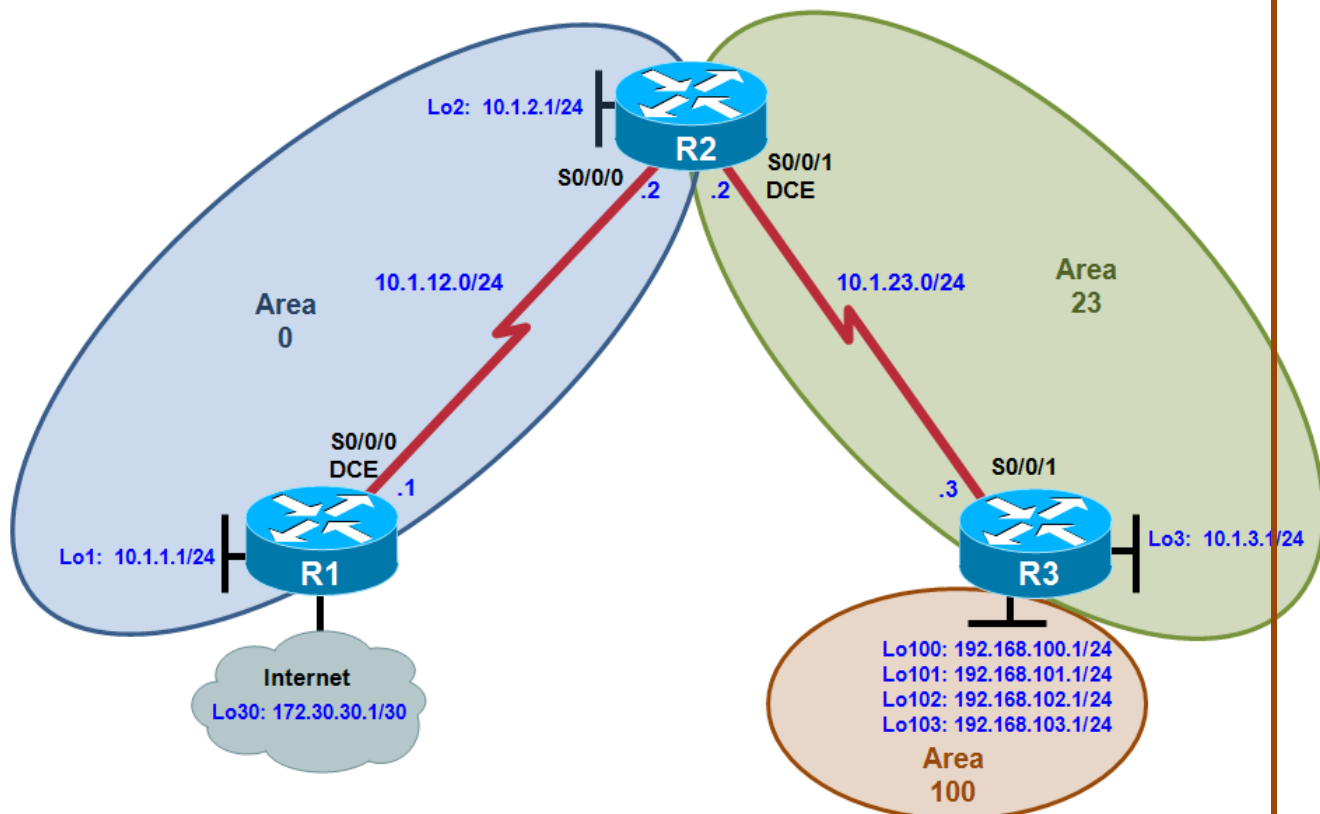 Lo2: 10.1.2.1/24
R2
S0/0/0
.2
.2
S0/0/1
DCE
10.1.12.0/24
10.1.23.0/24
Area
0
Area
23
S0/0/0
DCE
.1
S0/0/1
.3
Lo1: 10.1.1.1/24
R1
R3
Lo3: 10.1.3.1/24
Internet
Lo30: 172.30.30.1/30
Lo100: 192.168.100.1/24
Lo101: 192.168.101.1/24
Lo102: 192.168.102.1/24
Lo103: 192.168.103.1/24
Area
100